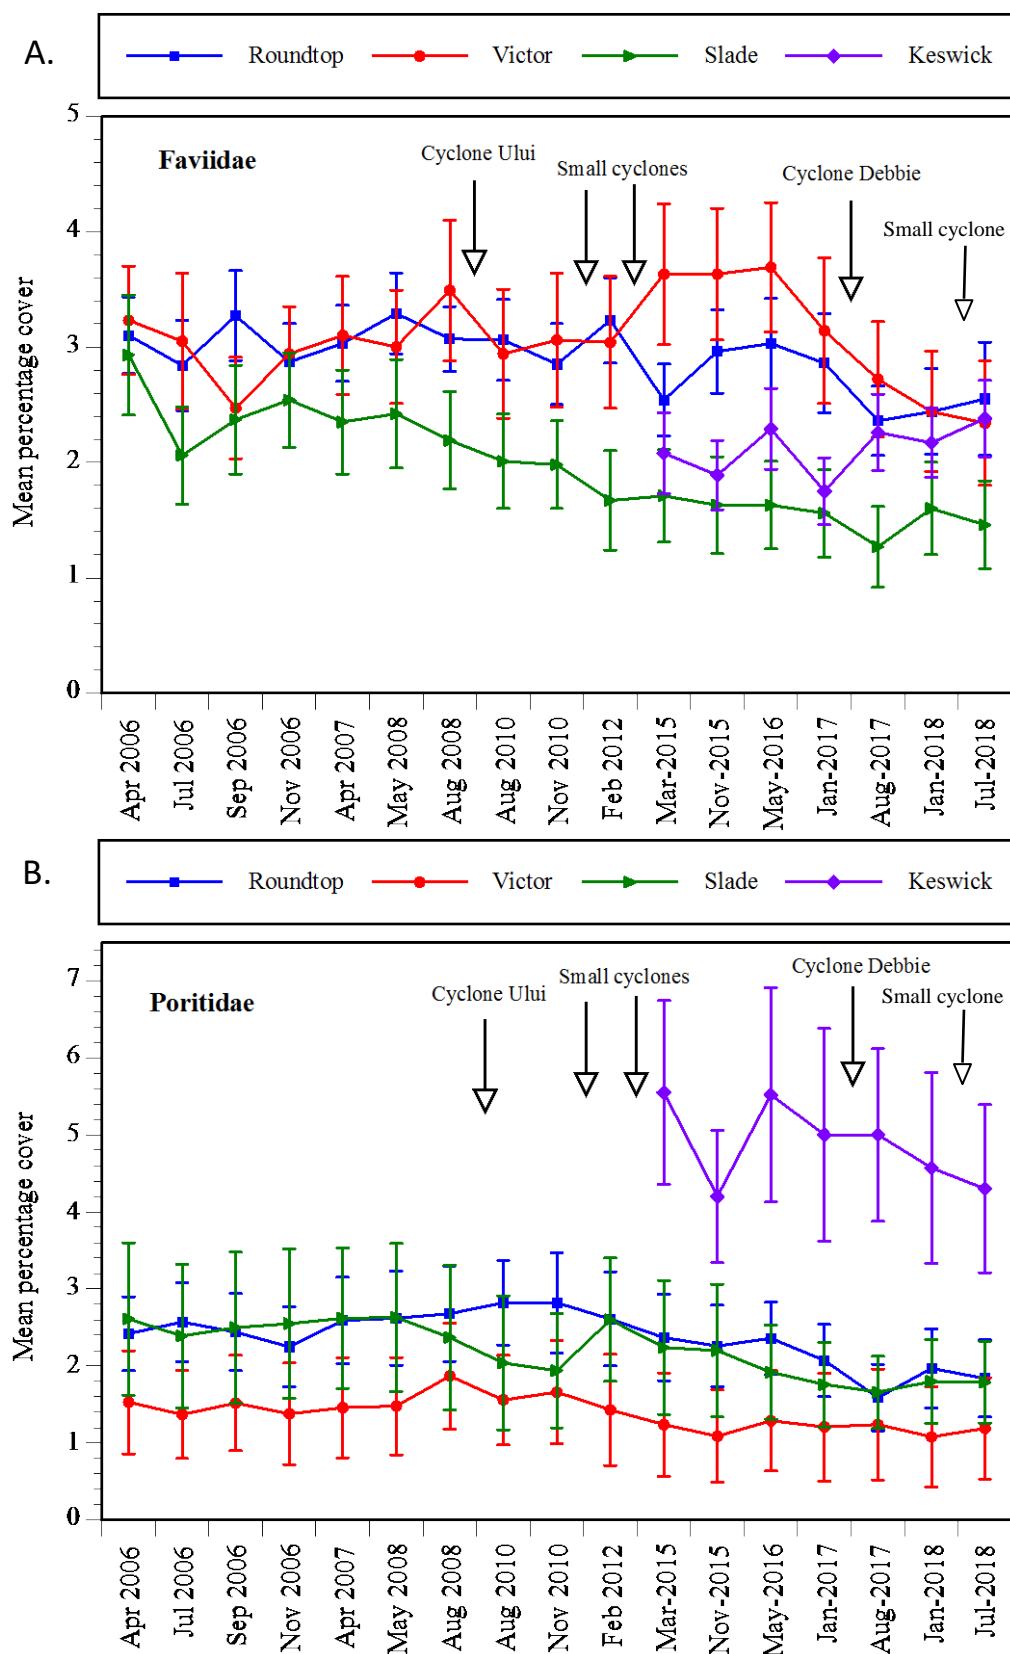 A.
Roundtop Victor Slade Keswick
Faviidae
Cyclone Ului
Small cyclones
Cyclone Debbie
Small cyclone
Mean percentage cover
5
4
3
2
1
0
Apr 2006
Jul 2006
Sep 2006
Nov 2006
Apr 2007
May 2008
Aug 2008
Aug 2010
Nov 2010
Feb 2012
Mar-2015
Nov-2015
May-2016
Jan-2017
Aug-2017
Jan-2018
Jul-2018
B.
Roundtop Victor Slade Keswick
Poritidae
Cyclone Ului
Small cyclones
Cyclone Debbie
Small cyclone
Mean percentage cover
7
6
5
4
3
2
1
0
Apr 2006
Jul 2006
Sep 2006
Nov 2006
Apr 2007
May 2008
Aug 2008
Aug 2010
Nov 2010
Feb 2012
Mar-2015
Nov-2015
May-2016
Jan-2017
Aug-2017
Jan-2018
Jul-2018